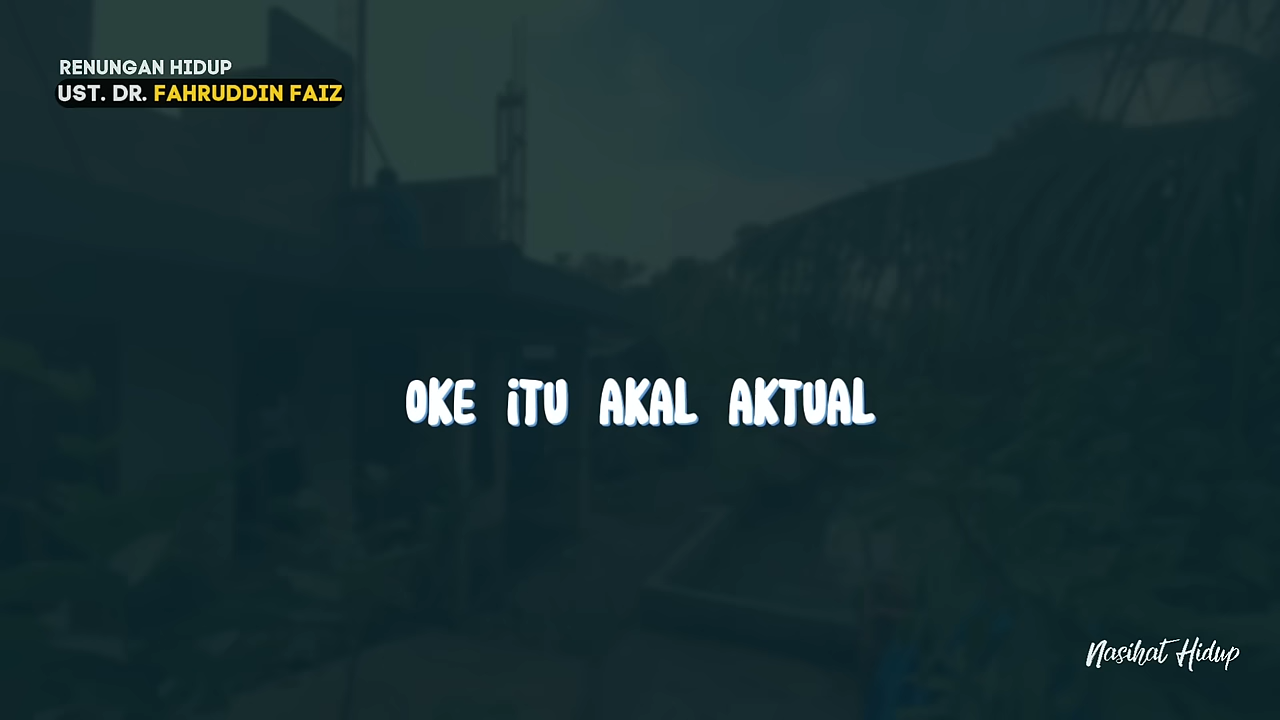 RENUNGAN HIDUP
UST. DR. FAHRUDDIN FAIZ
OKE iTU AKAL AKTUAL
Nasihat Hidup